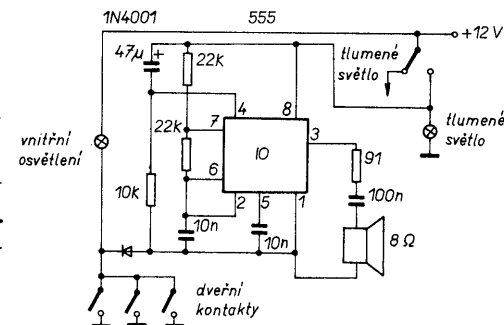 1N4001
555
+12 V
47µ
+
22k
tlumené
světlo
4
8
7
3
22k
tlumené
světlo
vnitřní
osvětlení
IO
91
6
10k
2
5
1
100n
10n
10n
8 Ω
dveřní
kontakty